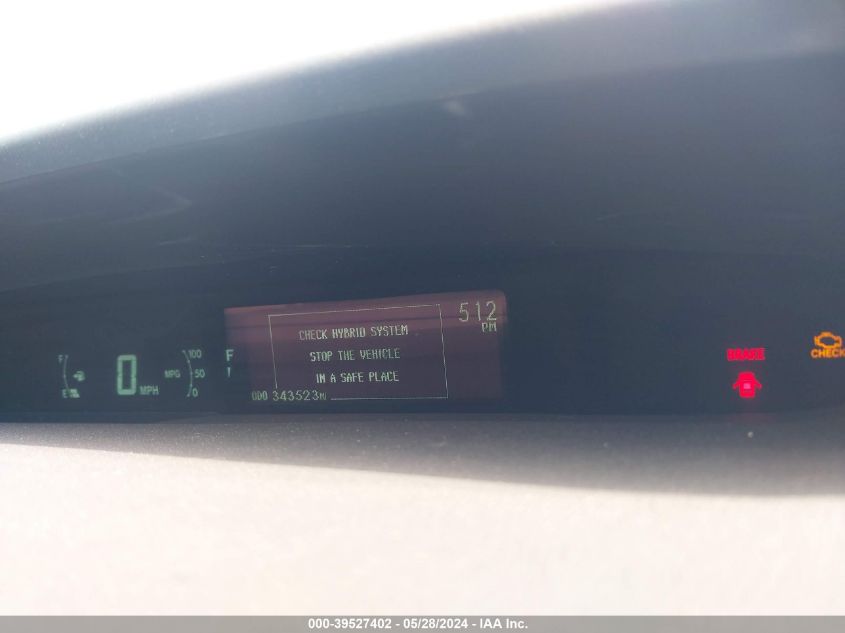 CHECK HYBRID SYSTEM
STOP THE VEHICLE
IN A SAFE PLACE
512
PM
F
E
0
MPH
MPG
100
50
0
ODO 343523
BRAKE
CHECK
000-39527402 - 05/28/2024 - IAA Inc.